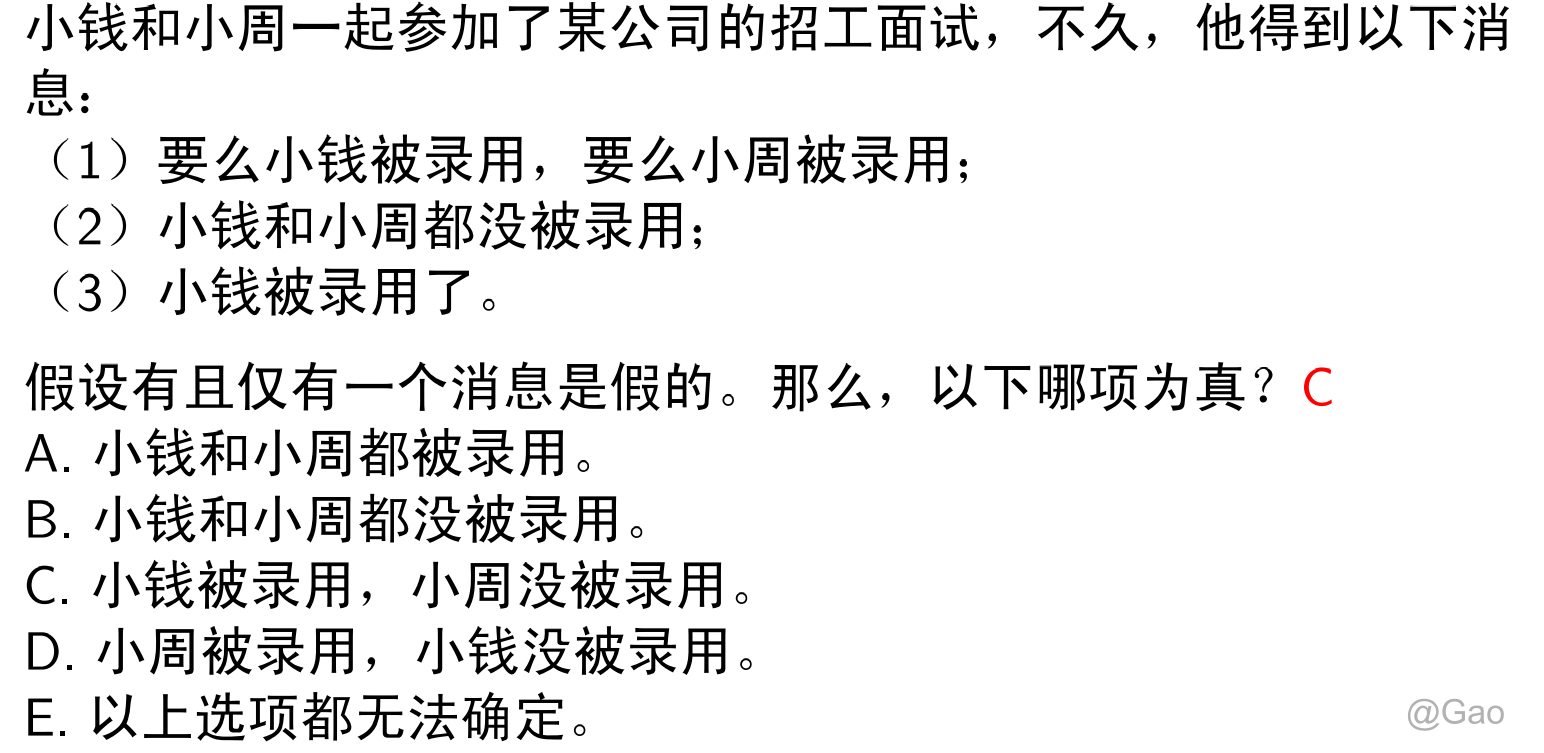 小钱和小周一起参加了某公司的招工面试，不久，他得到以下消
息：
（1）要么小钱被录用，要么小周被录用；
（2）小钱和小周都没被录用；
（3）小钱被录用了。
假设有且仅有一个消息是假的。那么，以下哪项为真？C
A. 小钱和小周都被录用。
B. 小钱和小周都没被录用。
C. 小钱被录用，小周没被录用。
D. 小周被录用，小钱没被录用。
E. 以上选项都无法确定。
@Gao